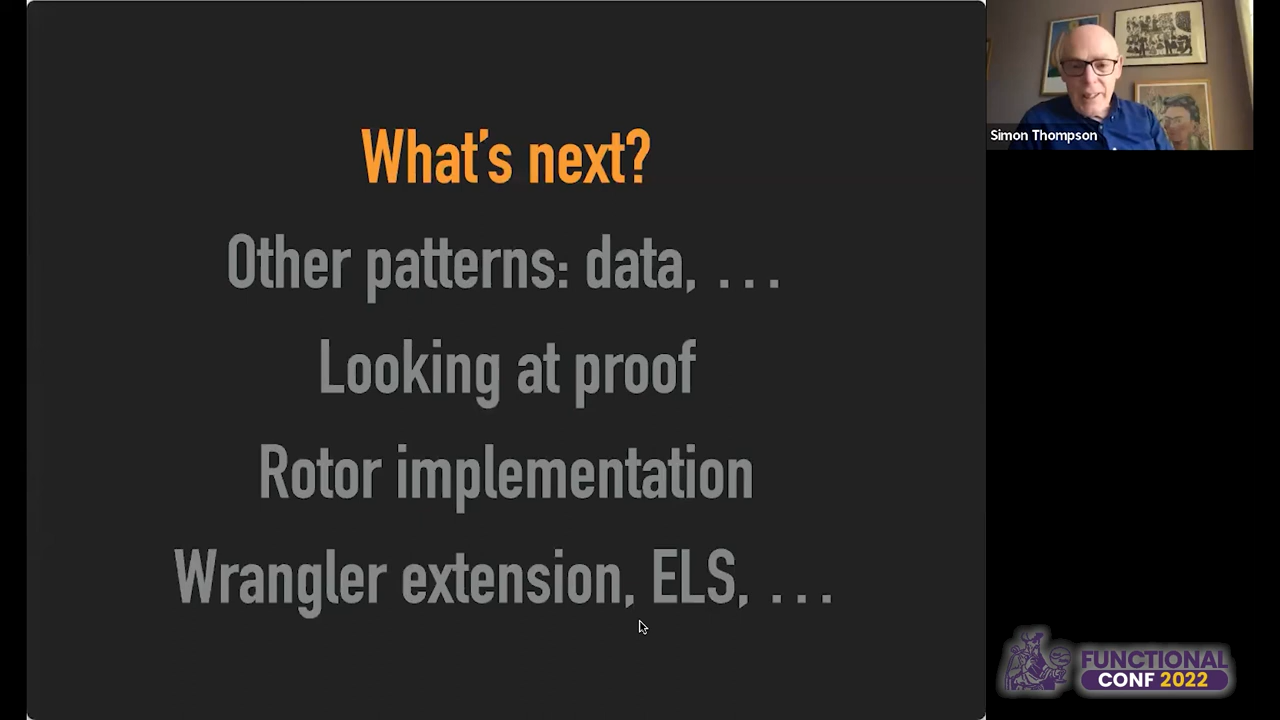 What's next?
Other patterns: data, ...
Looking at proof
Rotor implementation
Wrangler extension, ELS, ...
Simon Thompson
FUNCTIONAL
CONF 2022